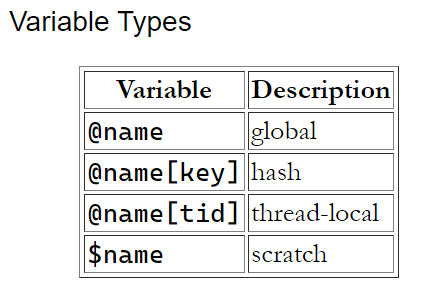 Variable Types
Variable Description
@name global
@name[key] hash
@name[tid] thread-local
$name scratch